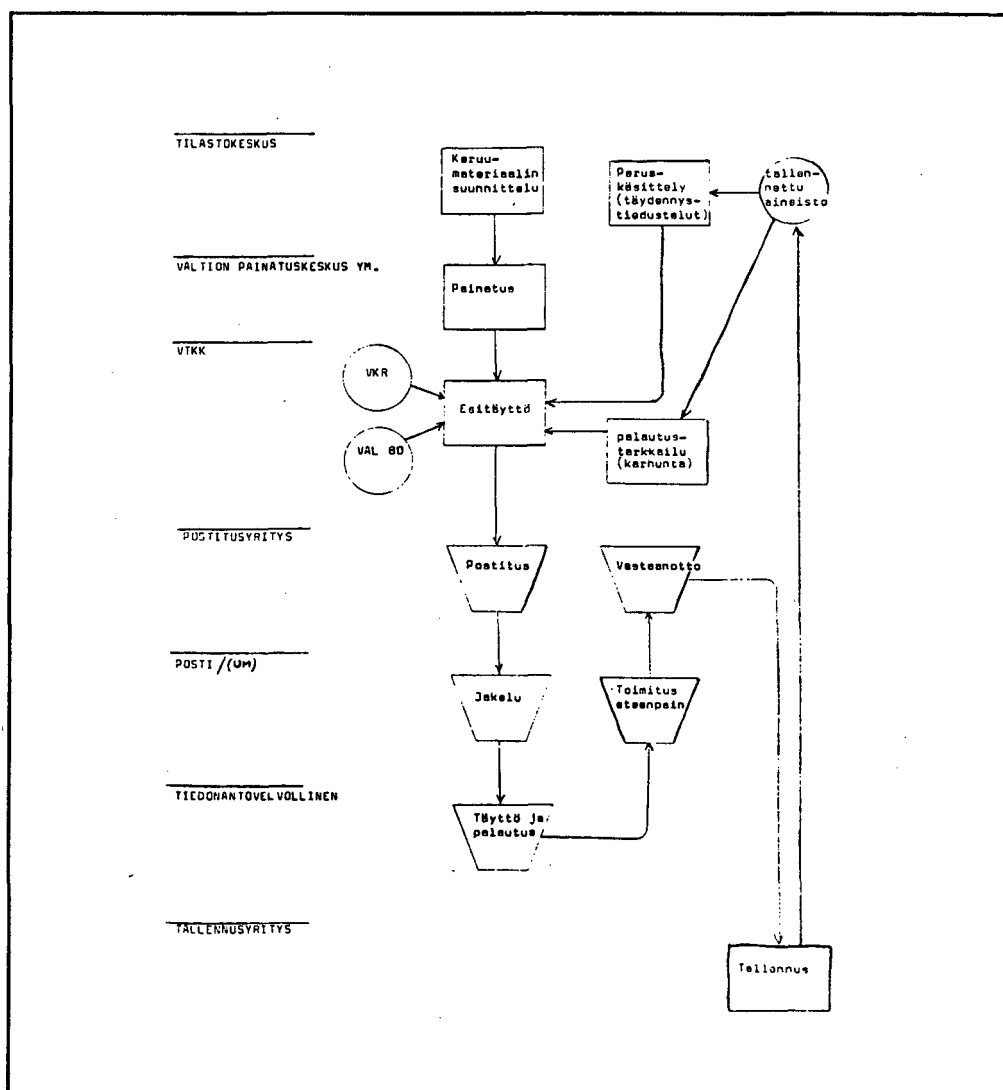 TILASTOKESKUS
Keruu-
materiaalin
suunnittelu
Perus-
käsittely
(täydennys-
tiedustelut)
tallen-
nettu
aineisto
VALTION PAINATUSKESKUS YM.
Painatus
VTKK
VKR
Esitäyttö
VAL 80
palautus-
tarkkailu
(karhunta)
POSTITUSYRITYS
Postitus
Vastaanotto
POSTI /(UM)
Jakelu
Toimitus
eteenpäin
TIEDONANTOVELVOLLINEN
Täyttö ja
palautus
TALLENNUSYRITYS
Tallennus